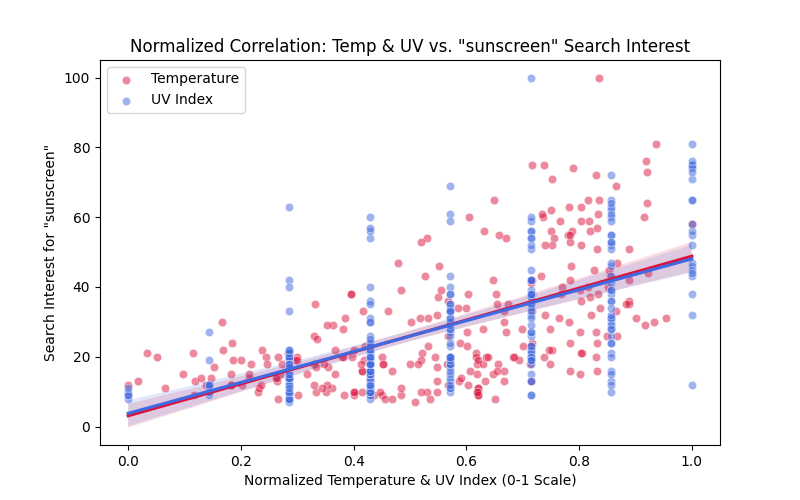 Normalized Correlation: Temp & UV vs. "sunscreen" Search Interest
Temperature
UV Index
100
80
60
40
20
0
Search Interest for "sunscreen"
0.0 0.2 0.4 0.6 0.8 1.0
Normalized Temperature & UV Index (0-1 Scale)